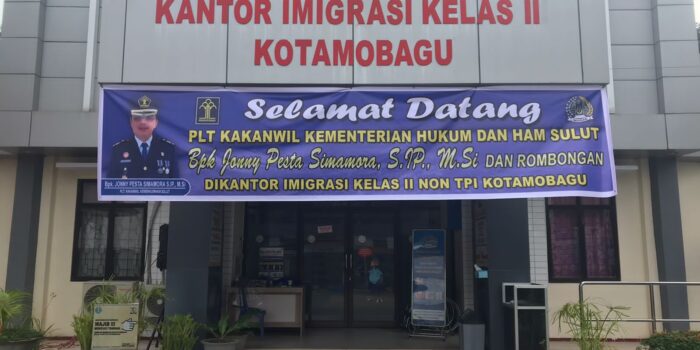 KANTOR IMIGRASI KELAS II
KOTAMOBAGU
Selamat Datang
PLT KAKANWIL KEMENTERIAN HUKUM DAN HAM SULUT
Bpk Jonny Pesta Simamora, S.IP., M.Si DAN ROMBONGAN
DIKANTOR IMIGRASI KELAS II NON TPI KOTAMOBAGU
Bpk. JONNY PESTA SIMAMORA S.IP., M.Si
WAJIB !!